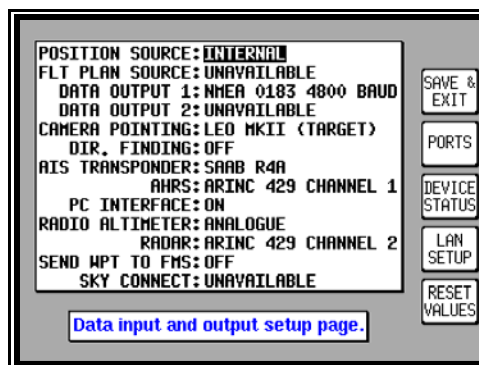 POSITION SOURCE: INTERNAL
FLT PLAN SOURCE: UNAVAILABLE
DATA OUTPUT 1: NMEA 0183 4800 BAUD
DATA OUTPUT 2: UNAVAILABLE
CAMERA POINTING: LEO MKII (TARGET)
DIR. FINDING: OFF
AIS TRANSPONDER: SAAB R4A
AHRS: ARINC 429 CHANNEL 1
PC INTERFACE: ON
RADIO ALTIMETER: ANALOGUE
RADAR: ARINC 429 CHANNEL 2
SEND WPT TO FMS: OFF
SKY CONNECT: UNAVAILABLE
SAVE &
EXIT
PORTS
DEVICE
STATUS
LAN
SETUP
RESET
VALUES
Data input and output setup page.